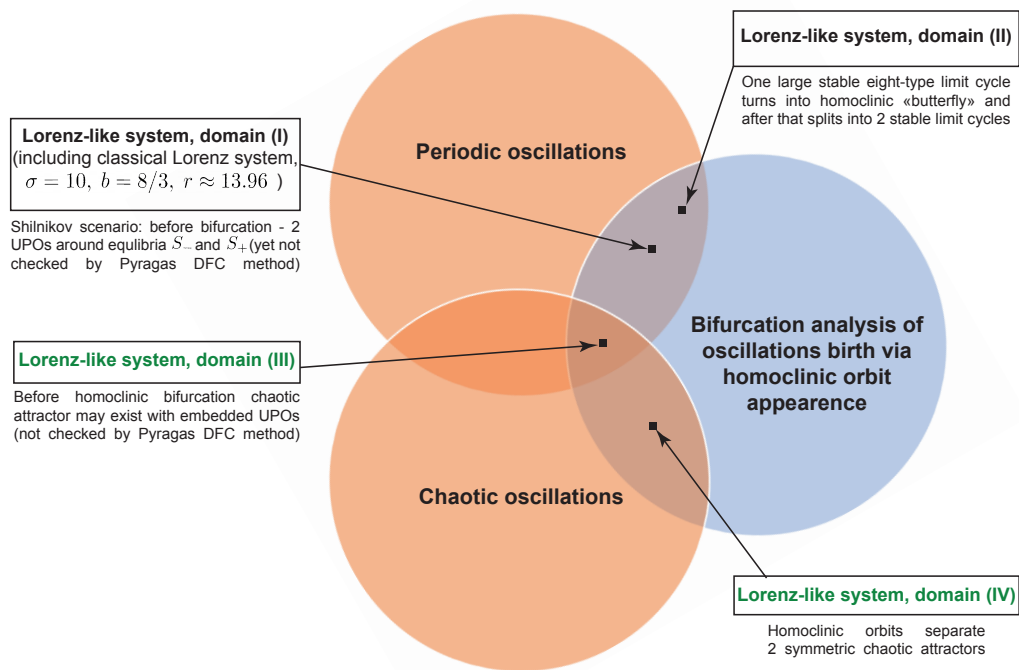 Lorenz-like system, domain (II)
One large stable eight-type limit cycle
turns into homoclinic «butterfly» and
after that splits into 2 stable limit cycles
Lorenz-like system, domain (I)
(including classical Lorenz system,
σ = 10, b = 8/3, r ≈ 13.96 )
Shilnikov scenario: before bifurcation - 2
UPOs around equlibria S₋ and S₊ (yet not
checked by Pyragas DFC method)
Periodic oscillations
Bifurcation analysis of
oscillations birth via
homoclinic orbit
appearence
Lorenz-like system, domain (III)
Before homoclinic bifurcation chaotic
attractor may exist with embedded UPOs
(not checked by Pyragas DFC method)
Chaotic oscillations
Lorenz-like system, domain (IV)
Homoclinic orbits separate
2 symmetric chaotic attractors